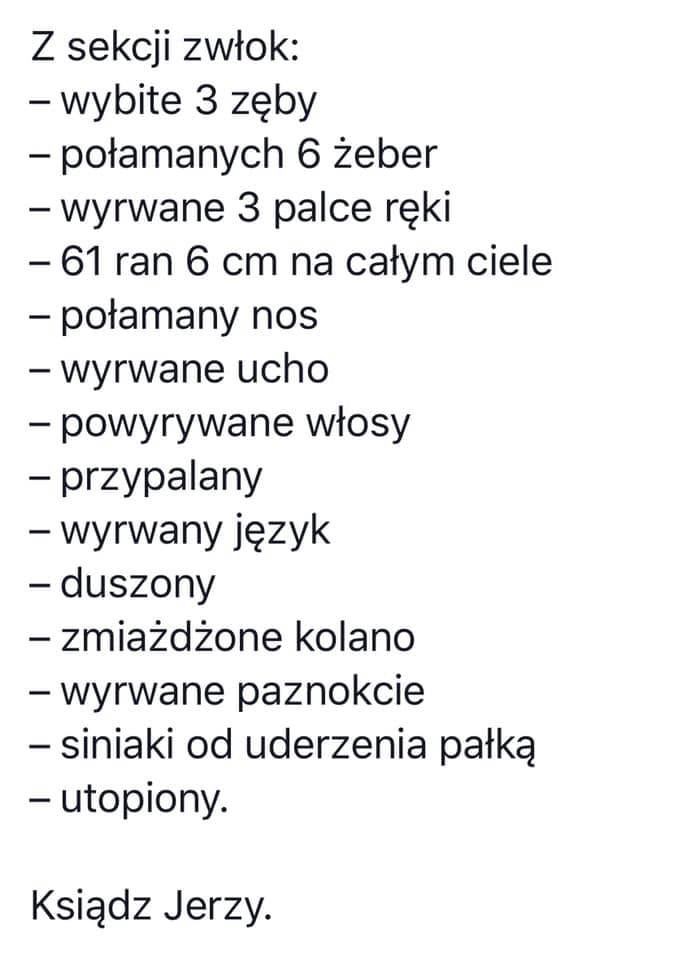 Z sekcji zwłok:
– wybite 3 zęby
– połamanych 6 żeber
– wyrwane 3 palce ręki
– 61 ran 6 cm na całym ciele
– połamany nos
– wyrwane ucho
– powyrywane włosy
– przypalany
– wyrwany język
– duszony
– zmiażdżone kolano
– wyrwane paznokcie
– siniaki od uderzenia pałką
– utopiony.
Ksiądz Jerzy.